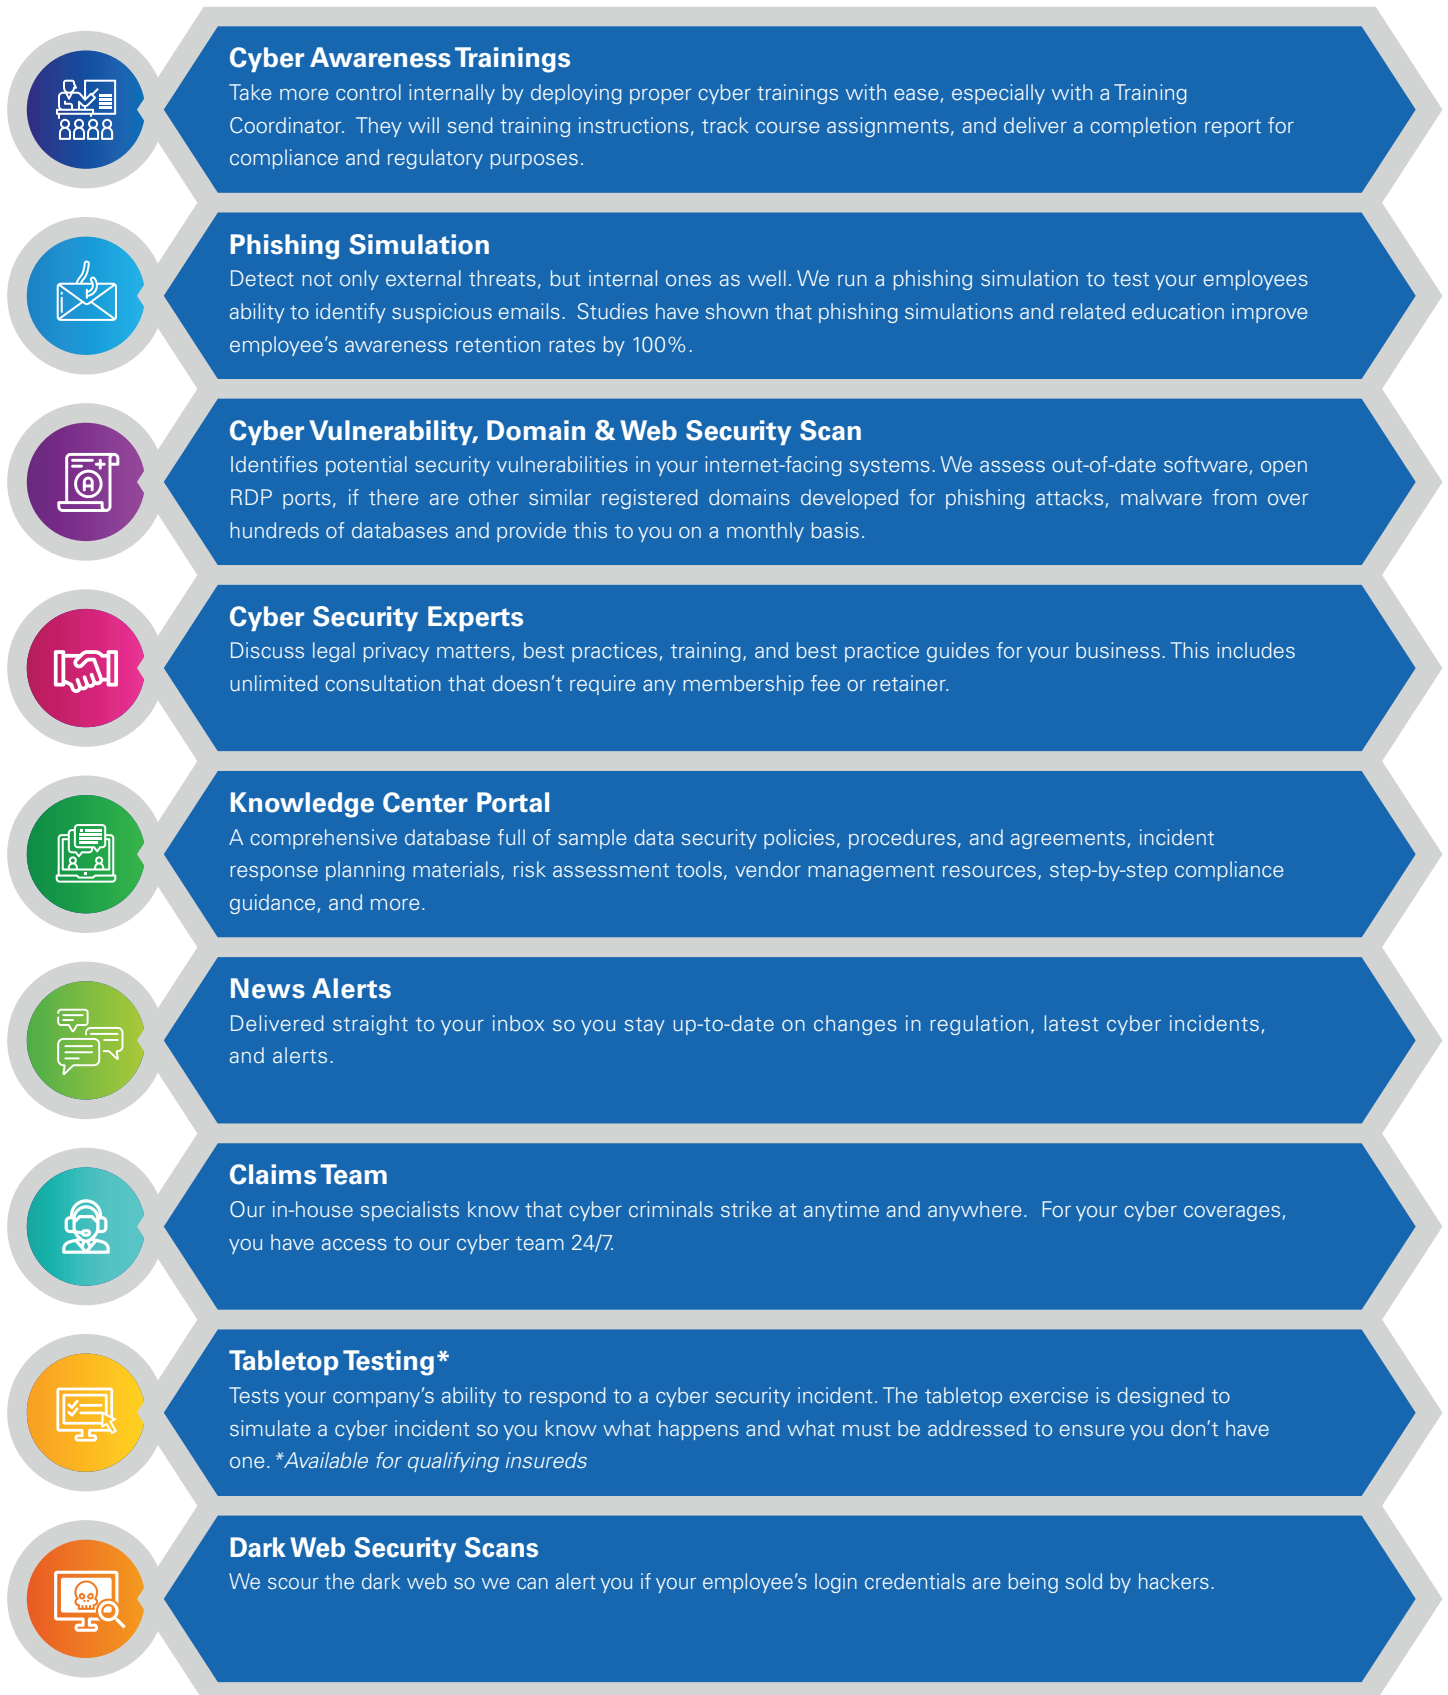 Cyber Awareness Trainings
Take more control internally by deploying proper cyber trainings with ease, especially with a Training
Coordinator. They will send training instructions, track course assignments, and deliver a completion report for
compliance and regulatory purposes.
Phishing Simulation
Detect not only external threats, but internal ones as well. We run a phishing simulation to test your employees
ability to identify suspicious emails. Studies have shown that phishing simulations and related education improve
employee’s awareness retention rates by 100%.
Cyber Vulnerability, Domain & Web Security Scan
Identifies potential security vulnerabilities in your internet-facing systems. We assess out-of-date software, open
RDP ports, if there are other similar registered domains developed for phishing attacks, malware from over
hundreds of databases and provide this to you on a monthly basis.
Cyber Security Experts
Discuss legal privacy matters, best practices, training, and best practice guides for your business. This includes
unlimited consultation that doesn’t require any membership fee or retainer.
Knowledge Center Portal
A comprehensive database full of sample data security policies, procedures, and agreements, incident
response planning materials, risk assessment tools, vendor management resources, step-by-step compliance
guidance, and more.
News Alerts
Delivered straight to your inbox so you stay up-to-date on changes in regulation, latest cyber incidents,
and alerts.
Claims Team
Our in-house specialists know that cyber criminals strike at anytime and anywhere. For your cyber coverages,
you have access to our cyber team 24/7.
Tabletop Testing*
Tests your company’s ability to respond to a cyber security incident. The tabletop exercise is designed to
simulate a cyber incident so you know what happens and what must be addressed to ensure you don’t have
one. *Available for qualifying insureds
Dark Web Security Scans
We scour the dark web so we can alert you if your employee’s login credentials are being sold by hackers.